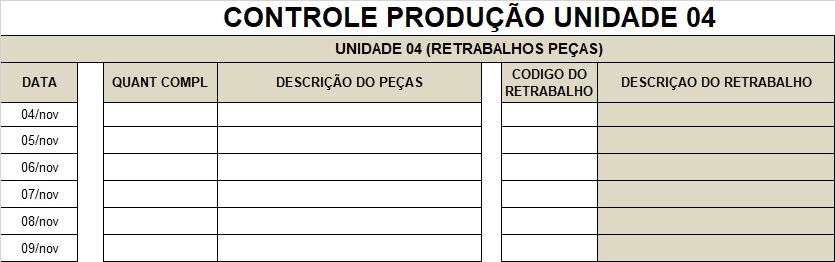 CONTROLE PRODUÇÃO UNIDADE 04
UNIDADE 04 (RETRABALHOS PEÇAS)
DATA QUANT COMPL DESCRIÇÃO DO PEÇAS CODIGO DO RETRABALHO DESCRIÇAO DO RETRABALHO
04/nov
05/nov
06/nov
07/nov
08/nov
09/nov